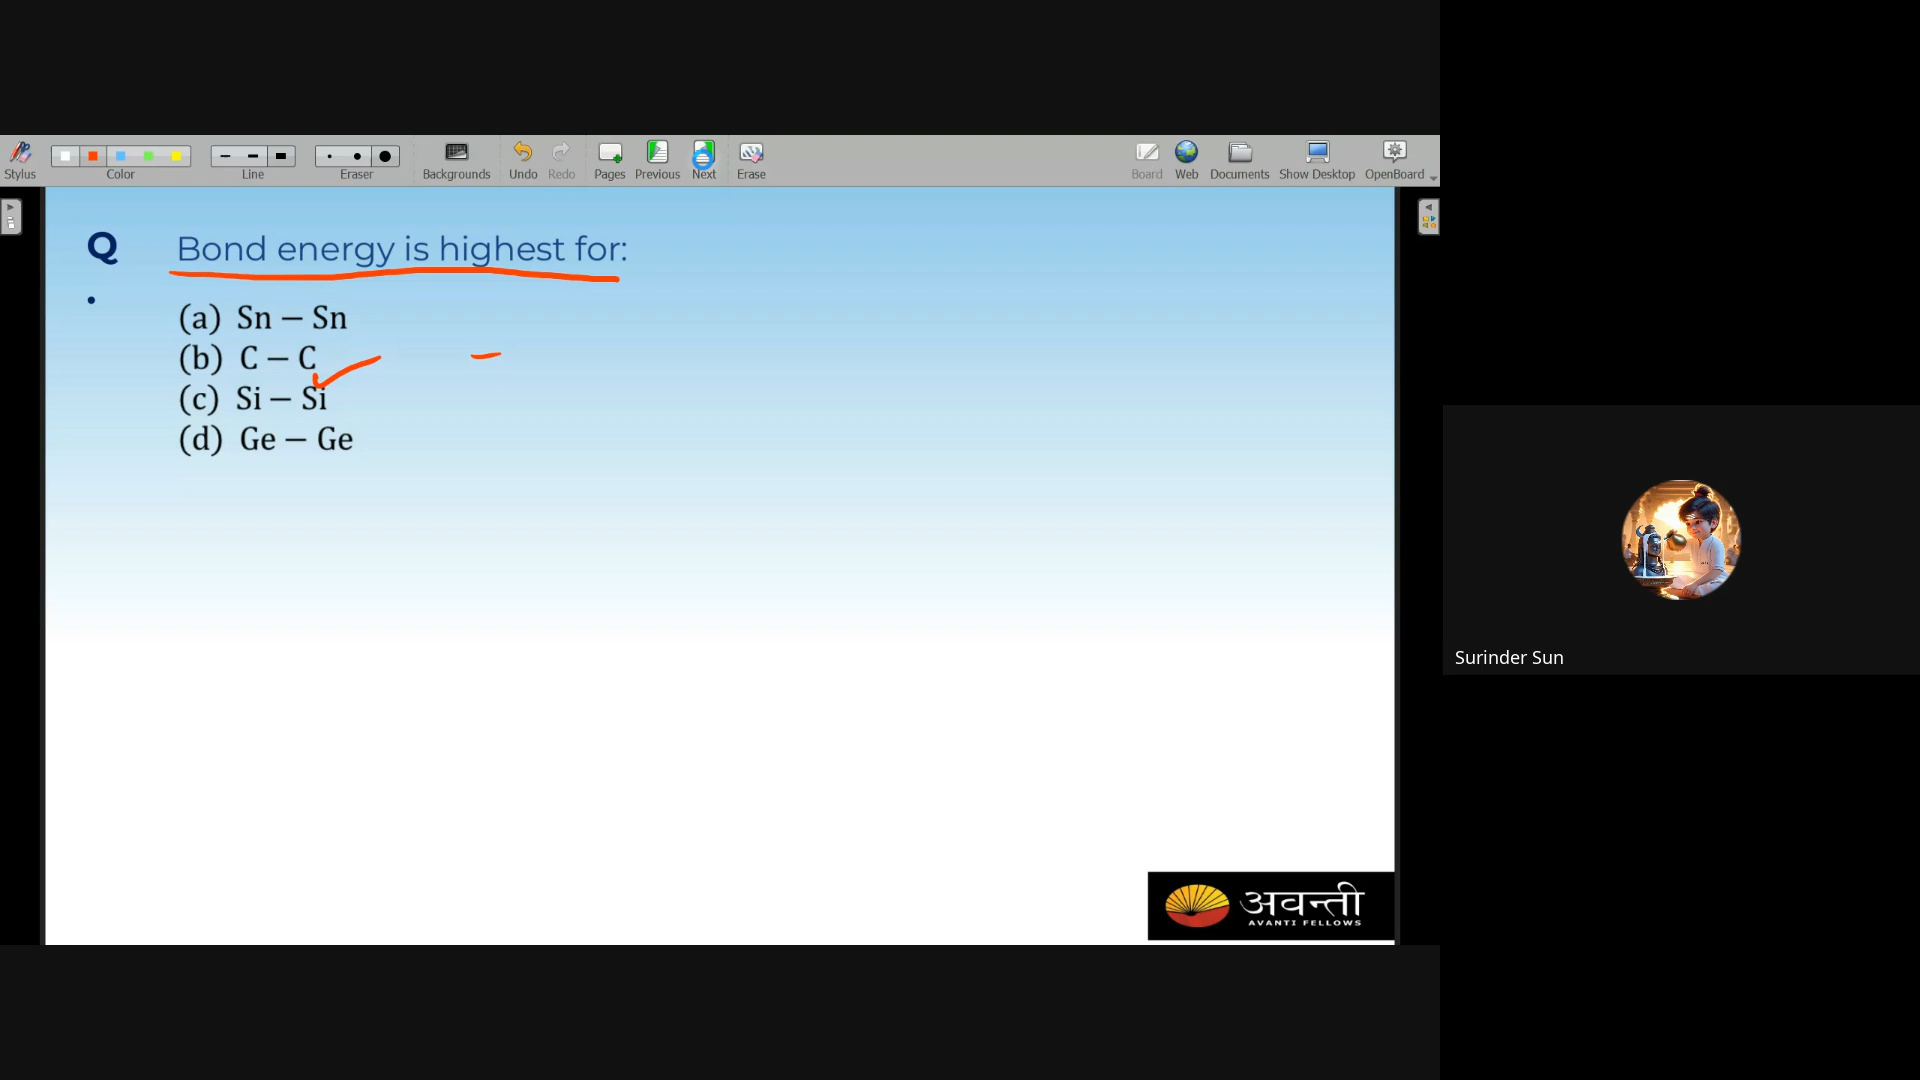 Stylus
Color
Line
Eraser
Backgrounds
Undo
Redo
Pages
Previous
Next
Erase
Board
Web
Documents
Show Desktop
OpenBoard
Q Bond energy is highest for:
.
(a) Sn – Sn
(b) C – C
(c) Si – Si
(d) Ge – Ge
Surinder Sun
अवन्ती
AVANTI FELLOWS